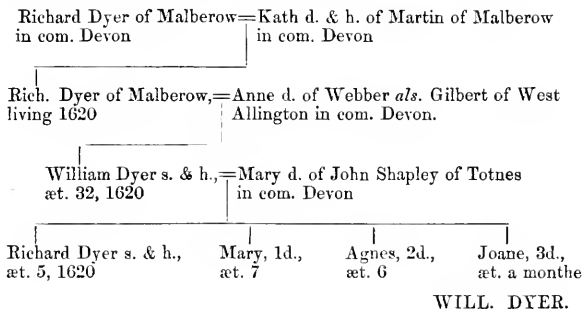 Richard Dyer of Malberow=Kath d. & h. of Martin of Malberow
in com. Devon in com. Devon
Rich. Dyer of Malberow,=Anne d. of Webber als. Gilbert of West
living 1620 Allington in com. Devon.
William Dyer s. & h.,=Mary d. of John Shapley of Totnes
æt. 32, 1620 in com. Devon
Richard Dyer s. & h., Mary, 1d., Agnes, 2d., Joane, 3d.,
æt. 5, 1620 æt. 7 æt. 6 æt. a monthe
WILL. DYER.